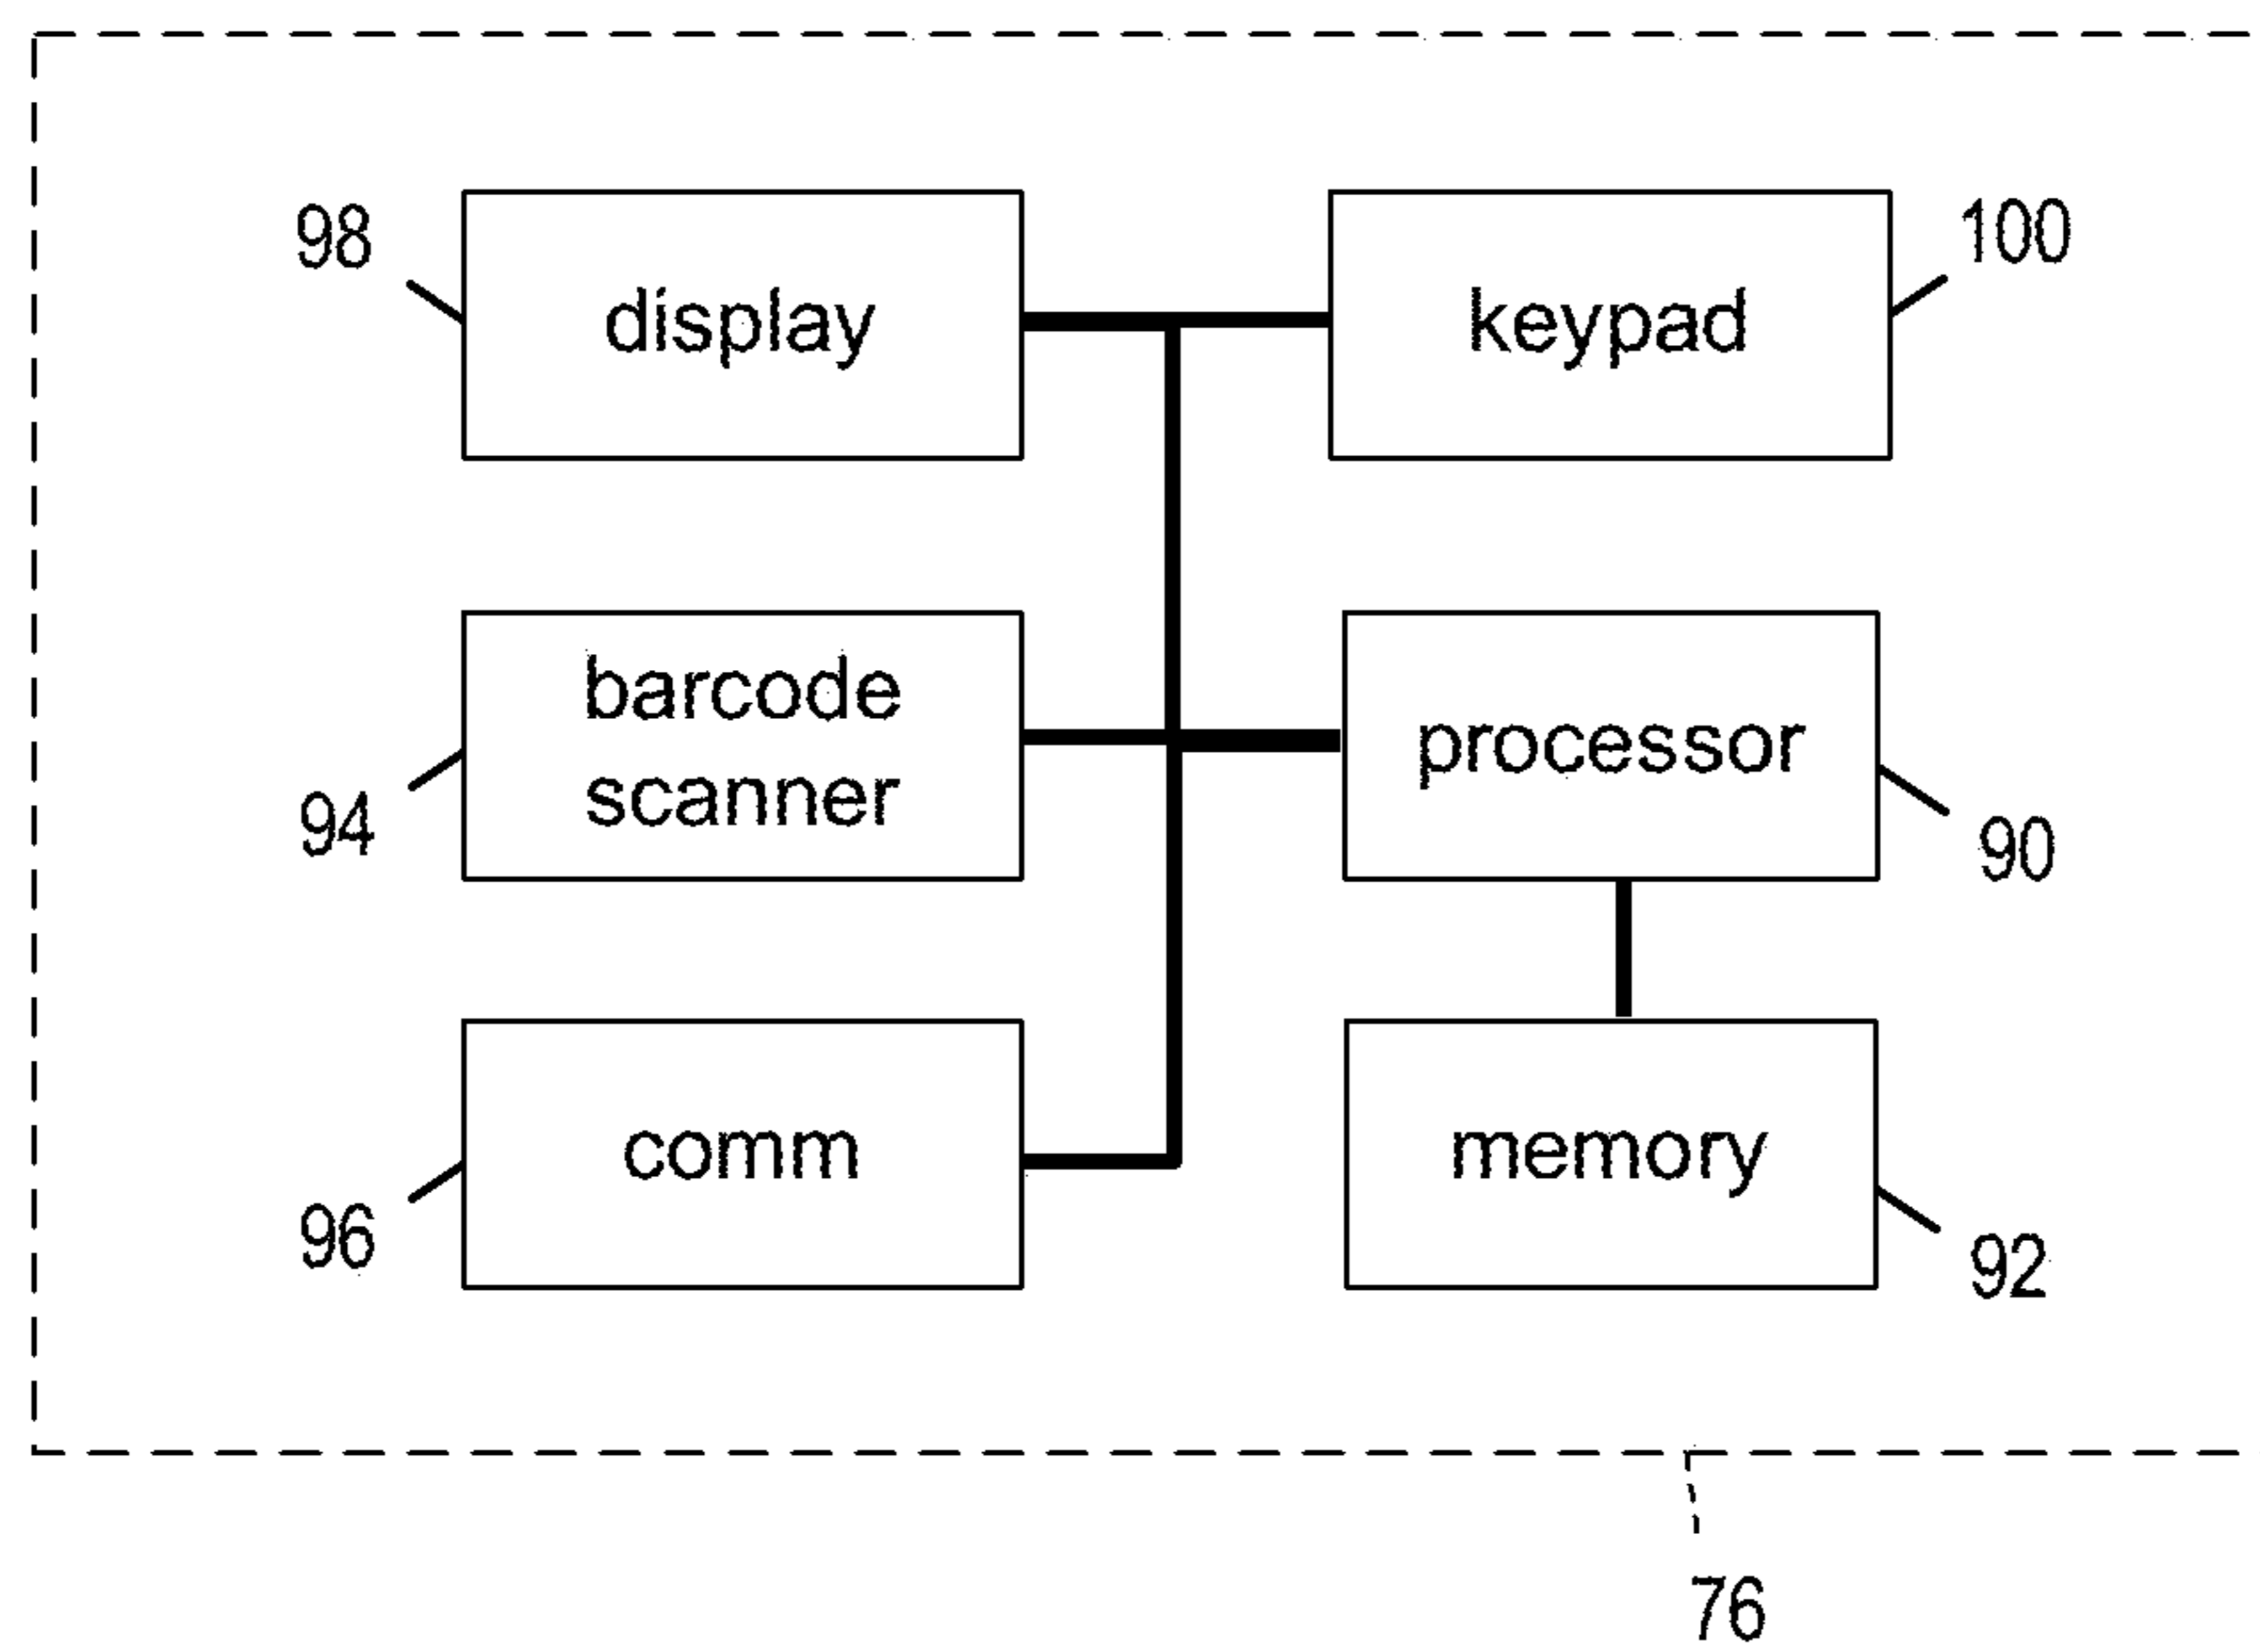 98
display
keypad
100
barcode
scanner
94
processor
90
comm
96
memory
92
76